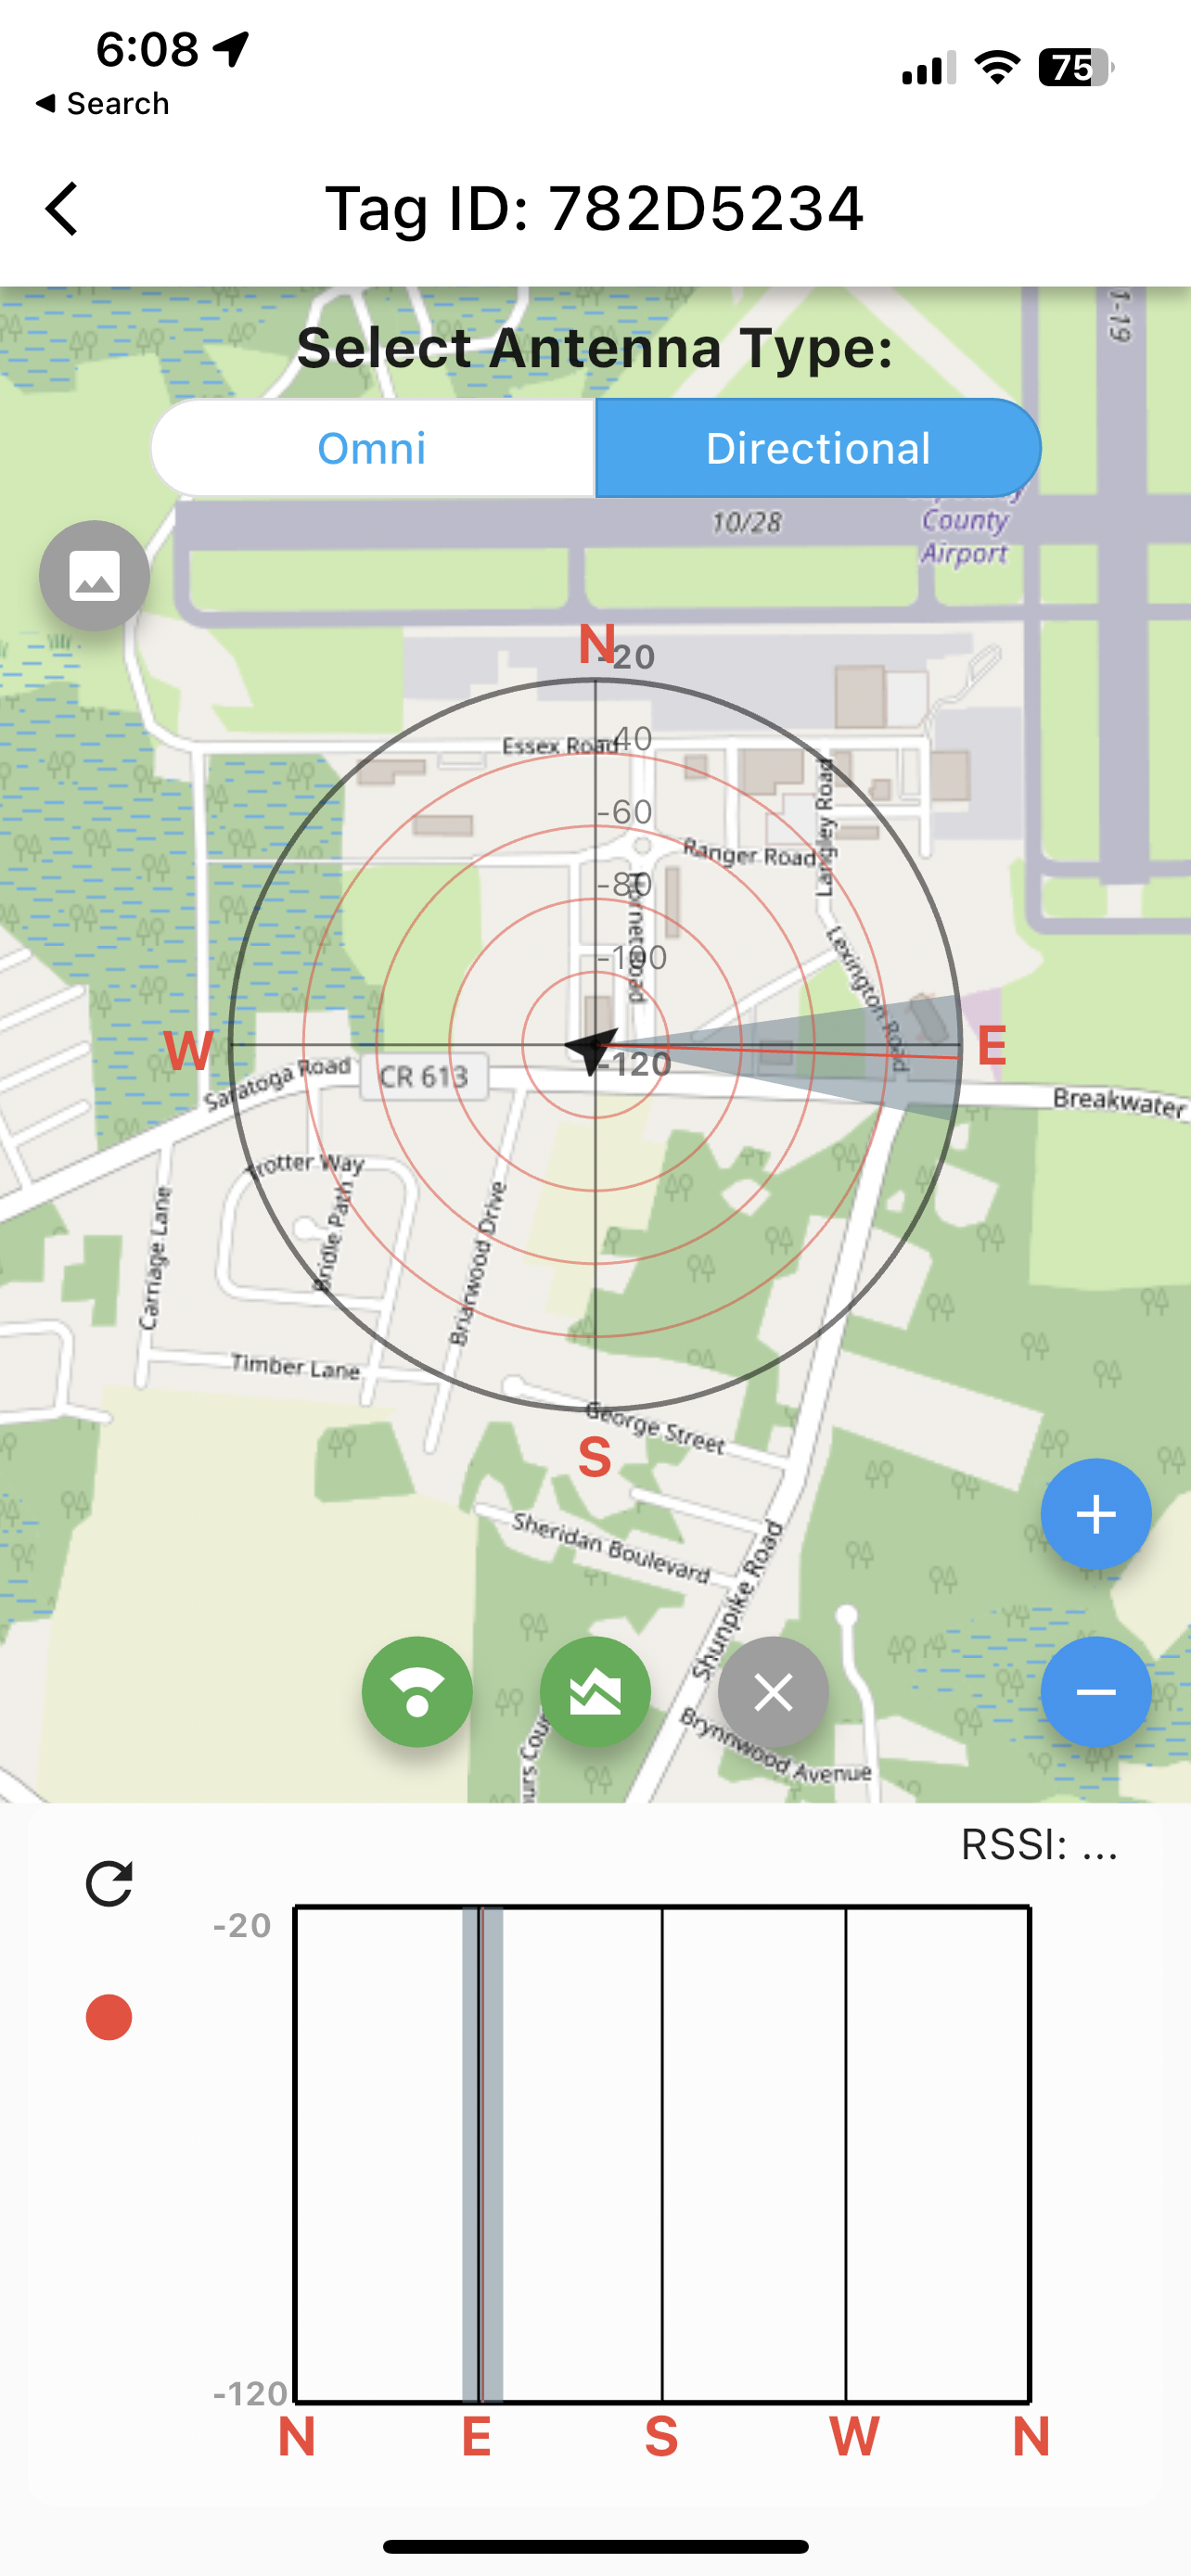 6:08
75
Search
Tag ID: 782D5234
Select Antenna Type:
Omni
Directional
1-19
10/28
County
Airport
N
-20
Essex Road
-40
-60
Langley Road
Ranger Road
-80
Hornet Road
-100
Lexington Road
W
E
-120
Saratoga Road
CR 613
Breakwater
Trotter Way
Bridle Path
Carriage Lane
Briarwood Drive
Timber Lane
George Street
S
Sheridan Boulevard
Shunpike Road
Brynnwood Avenue
RSSI: ...
-20
-120
N
E
S
W
N